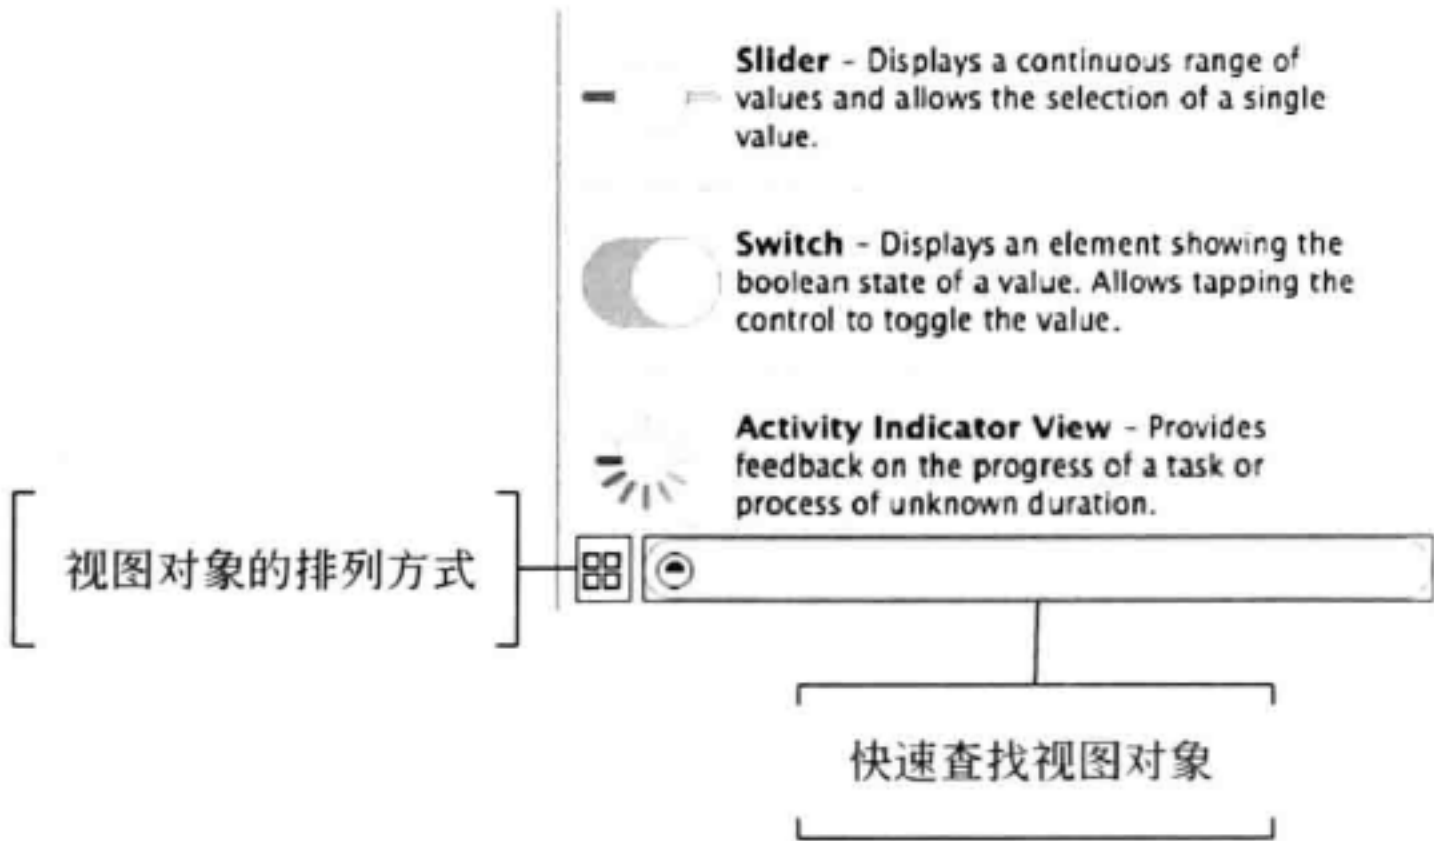 Slider - Displays a continuous range of
values and allows the selection of a single
value.
Switch - Displays an element showing the
boolean state of a value. Allows tapping the
control to toggle the value.
Activity Indicator View - Provides
feedback on the progress of a task or
process of unknown duration.
视图对象的排列方式
快速查找视图对象